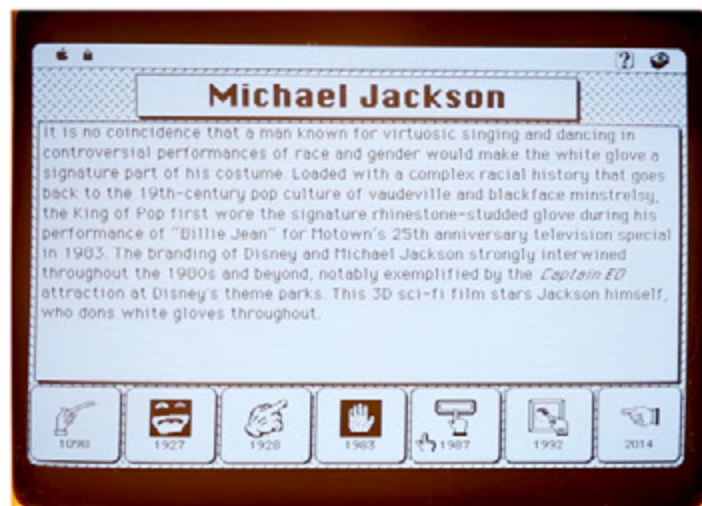 Michael Jackson
It is no coincidence that a man known for virtuosic singing and dancing in
controversial performances of race and gender would make the white glove a
signature part of his costume. Loaded with a complex racial history that goes
back to the 19th-century pop culture of vaudeville and blackface minstrelsy,
the King of Pop first wore the signature rhinestone-studded glove during his
performance of "Billie Jean" for Motown's 25th anniversary television special
in 1983. The branding of Disney and Michael Jackson strongly interwined
throughout the 1980s and beyond, notably exemplified by the Captain EO
attraction at Disney's theme parks. This 3D sci-fi film stars Jackson himself,
who dons white gloves throughout.
1098 1927 1928 1983 1987 1992 2014